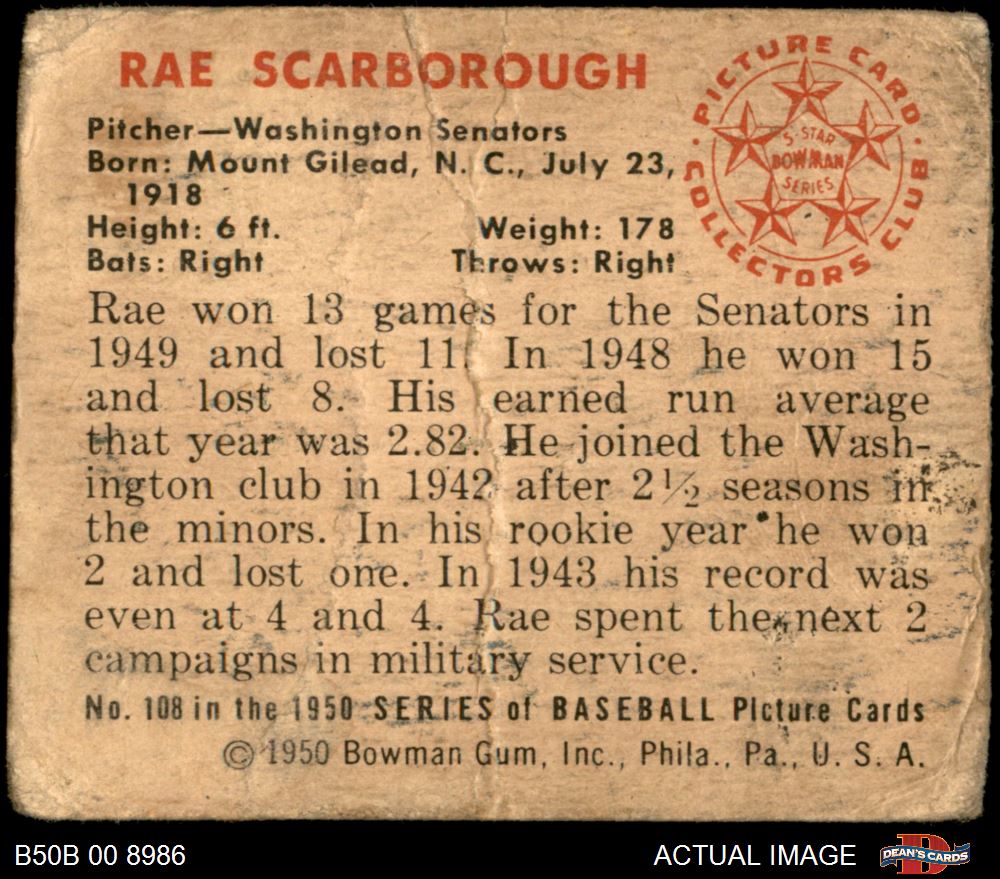 RAE SCARBOROUGH
PICTURE CARD
COLLECTORS CLUB
5-STAR
BOWMAN
SERIES
Pitcher—Washington Senators
Born: Mount Gilead, N. C., July 23,
1918
Height: 6 ft. Weight: 178
Bats: Right Throws: Right
Rae won 13 games for the Senators in
1949 and lost 11. In 1948 he won 15
and lost 8. His earned run average
that year was 2.82. He joined the Wash-
ington club in 1942 after 2½ seasons in
the minors. In his rookie year he won
2 and lost one. In 1943 his record was
even at 4 and 4. Rae spent the next 2
campaigns in military service.
No. 108 in the 1950 SERIES of BASEBALL Picture Cards
© 1950 Bowman Gum, Inc., Phila., Pa., U. S. A.
B50B 00 8986
ACTUAL IMAGE
DEAN'S CARDS